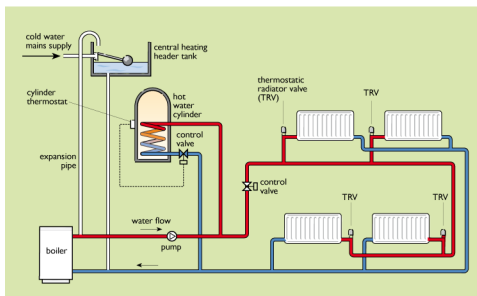 cold water
mains supply
central heating
header tank
cylinder
thermostat
hot
water
cylinder
control
valve
thermostatic
radiator valve
(TRV)
TRV
expansion
pipe
control
valve
water flow
pump
boiler
TRV
TRV